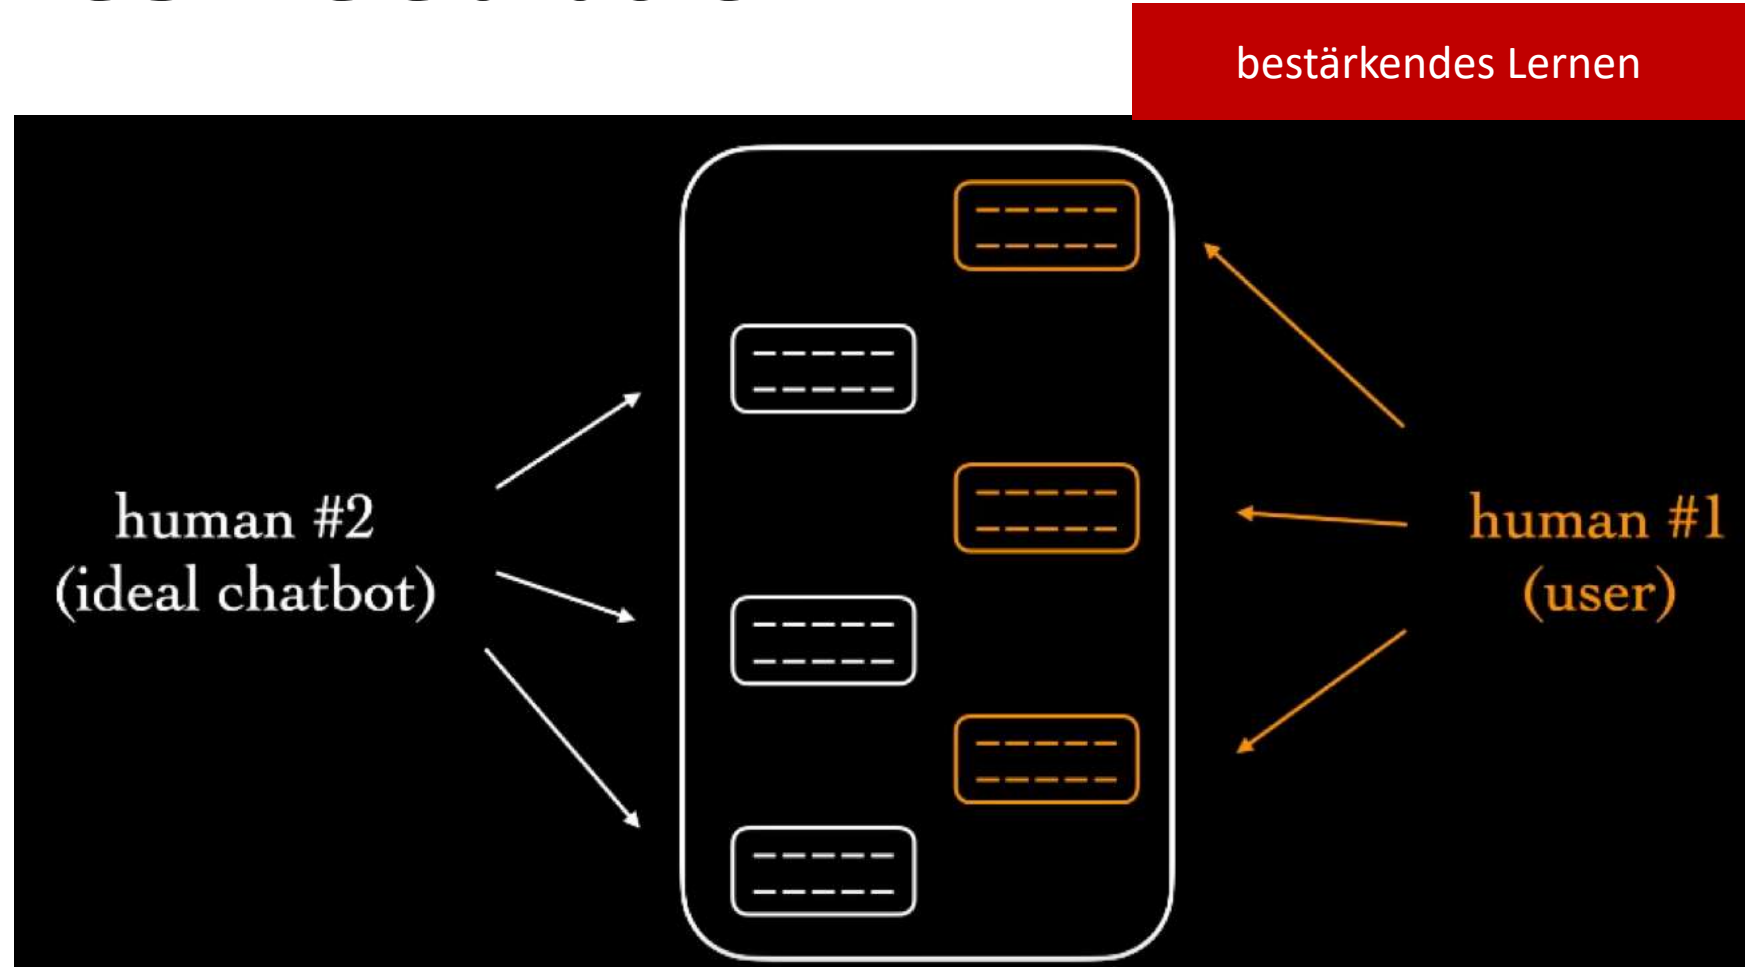 bestärkendes Lernen
human #2
(ideal chatbot)
human #1
(user)